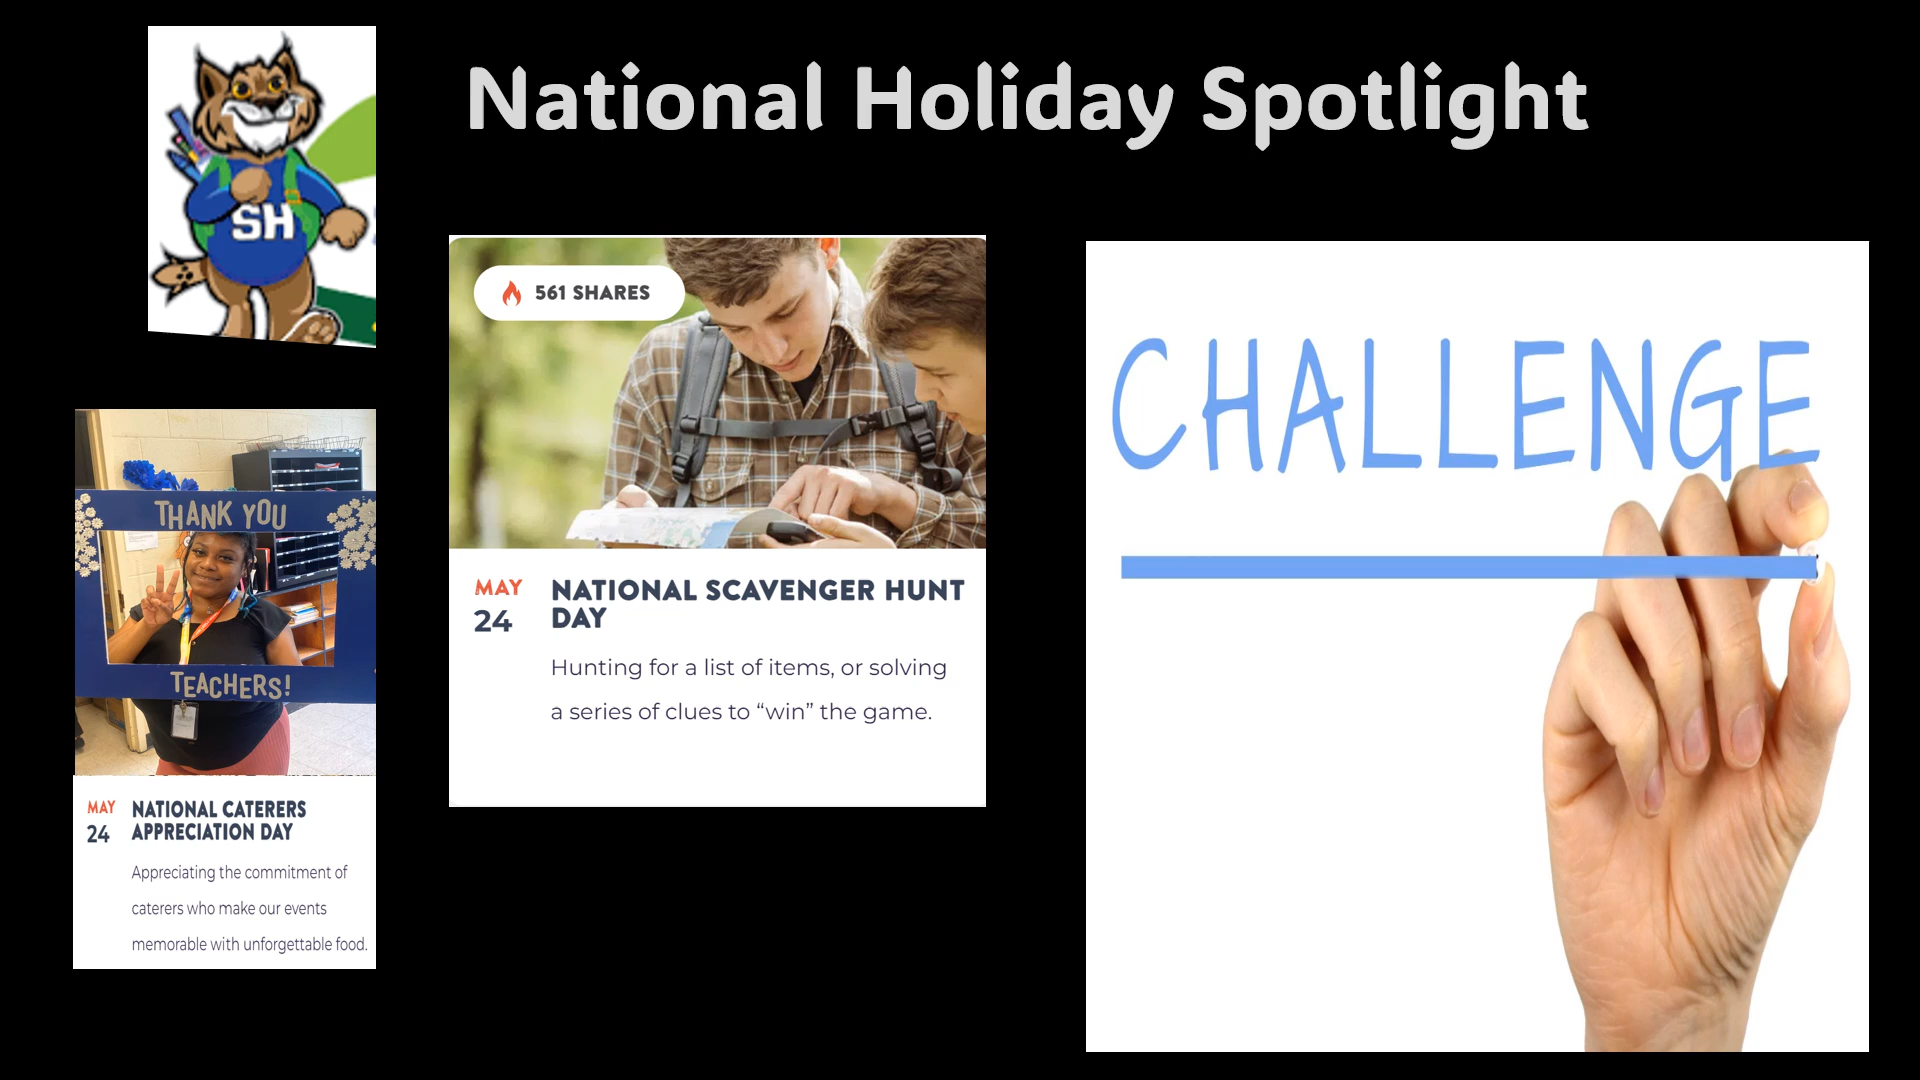 National Holiday Spotlight
SH
THANK YOU
TEACHERS!
MAY
24
NATIONAL CATERERS
APPRECIATION DAY
Appreciating the commitment of
caterers who make our events
memorable with unforgettable food.
561 SHARES
MAY
24
NATIONAL SCAVENGER HUNT
DAY
Hunting for a list of items, or solving
a series of clues to “win” the game.
CHALLENGE